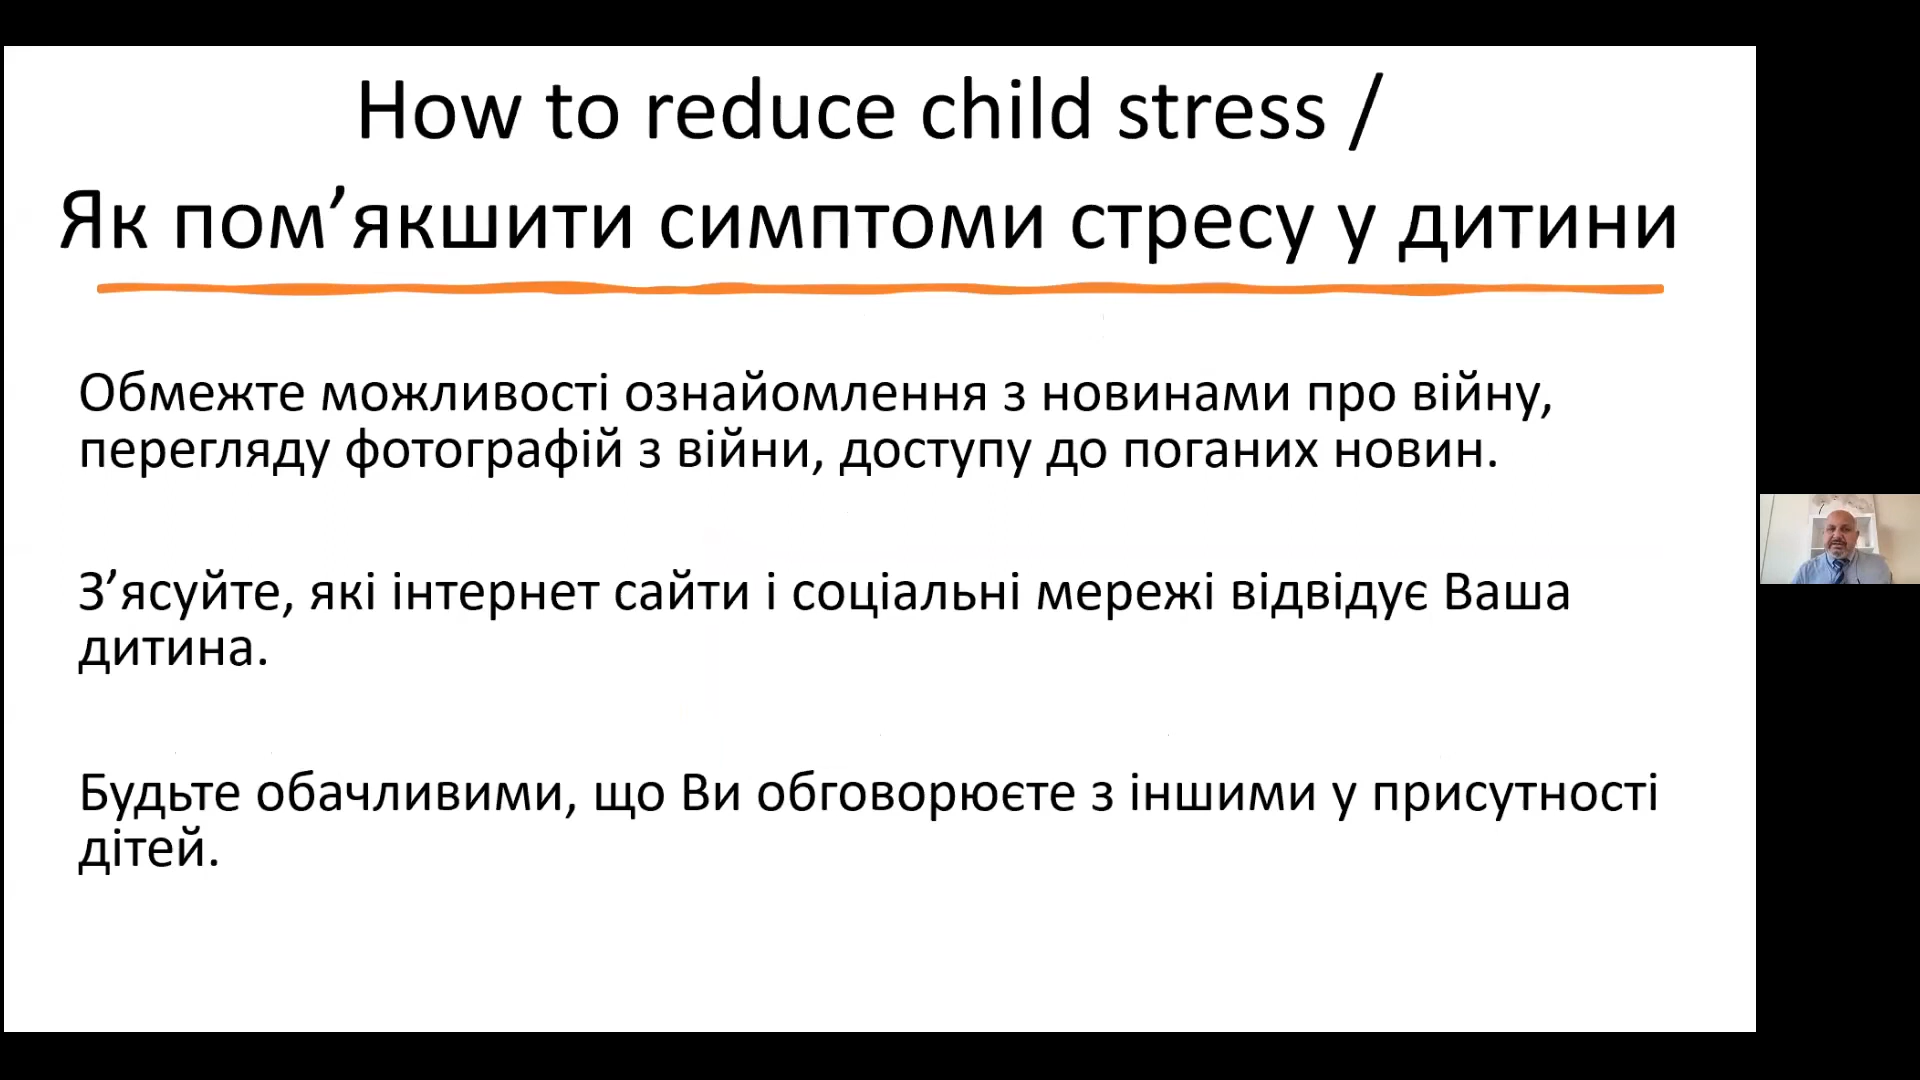 How to reduce child stress /
Як пом’якшити симптоми стресу у дитини
Обмежте можливості ознайомлення з новинами про війну,
перегляду фотографій з війни, доступу до поганих новин.
З’ясуйте, які інтернет сайти і соціальні мережі відвідує Ваша
дитина.
Будьте обачливими, що Ви обговорюєте з іншими у присутності
дітей.